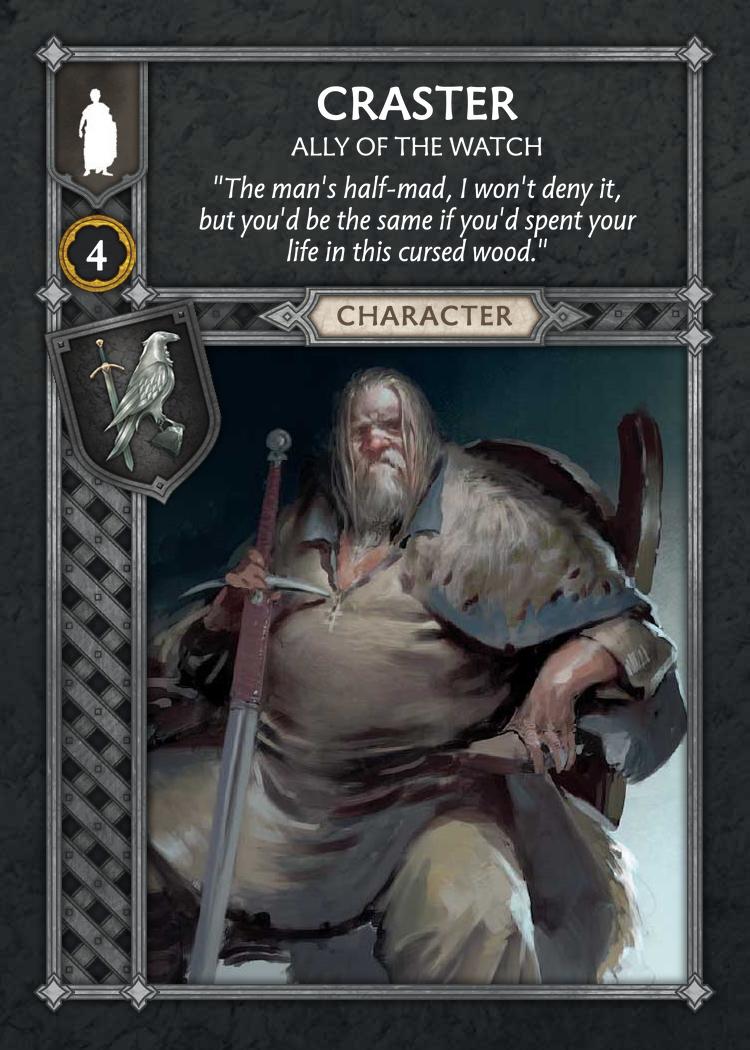 CRASTER
ALLY OF THE WATCH
"The man's half-mad, I won't deny it,
but you'd be the same if you'd spent your
life in this cursed wood."
4
CHARACTER